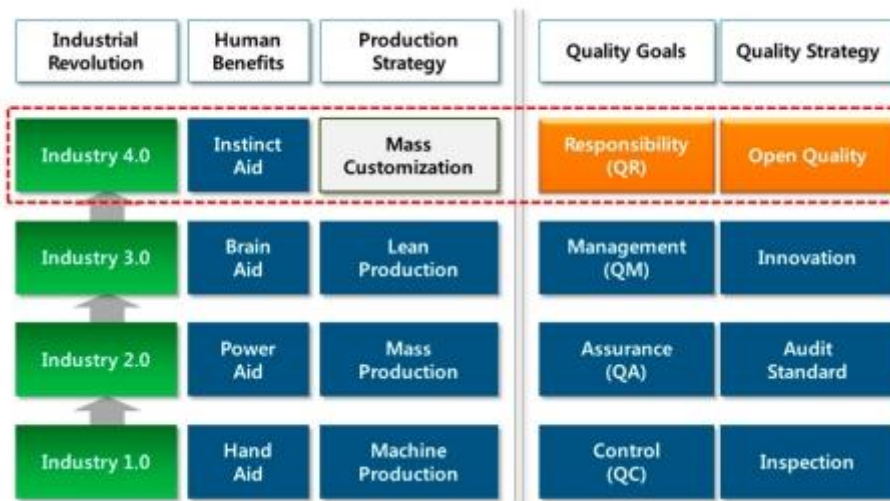 Industrial
Revolution
Human
Benefits
Production
Strategy
Quality Goals
Quality Strategy
Industry 4.0
Instinct
Aid
Mass
Customization
Responsibility
(QR)
Open Quality
Industry 3.0
Brain
Aid
Lean
Production
Management
(QM)
Innovation
Industry 2.0
Power
Aid
Mass
Production
Assurance
(QA)
Audit
Standard
Industry 1.0
Hand
Aid
Machine
Production
Control
(QC)
Inspection